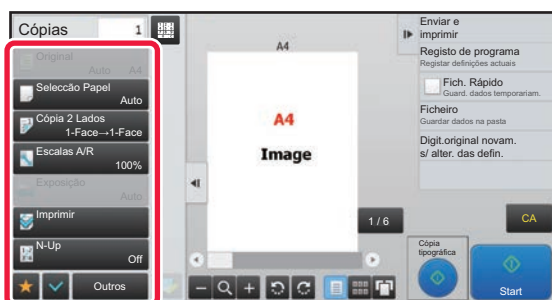 Cópias 1
Original
Auto A4
Seleccão Papel
Auto
Cópia 2 Lados
1-Face→1-Face
Escalas A/R
100%
Exposição
Auto
Imprimir
N-Up
Off
Outros
A4
A4
Image
1 / 6
Enviar e
imprimir
Registo de programa
Registar definições actuais
Fich. Rápido
Guard. dados temporariam.
Ficheiro
Guardar dados na pasta
Digit.original novam.
s/ alter. das defin.
CA
Cópia
tipográfica
Start